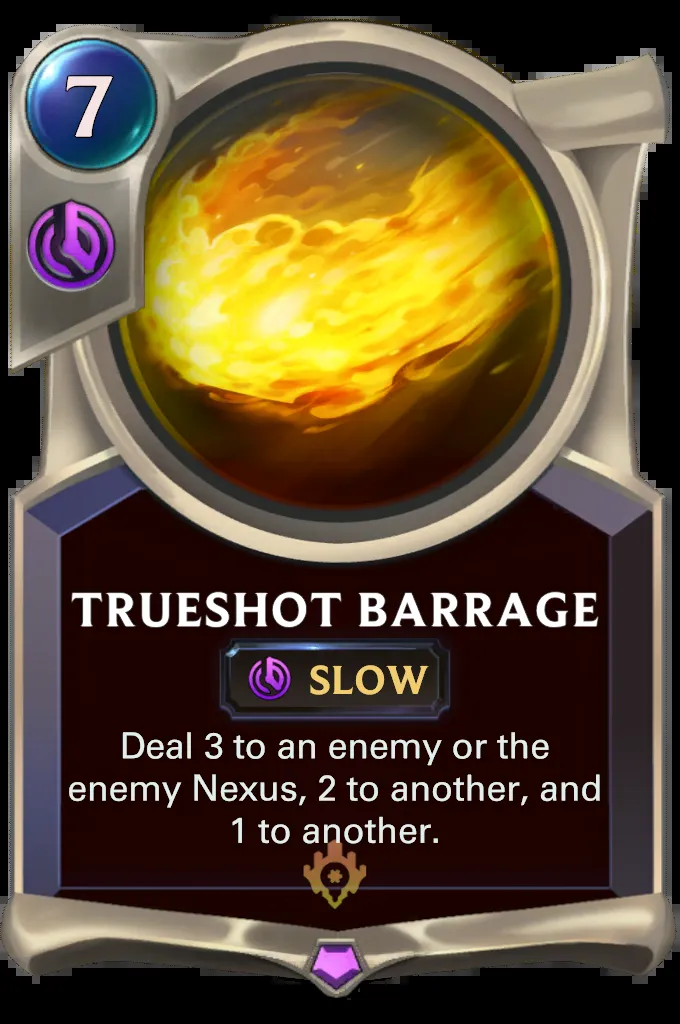 7
TRUESHOT BARRAGE
SLOW
Deal 3 to an enemy or the
enemy Nexus, 2 to another, and
1 to another.